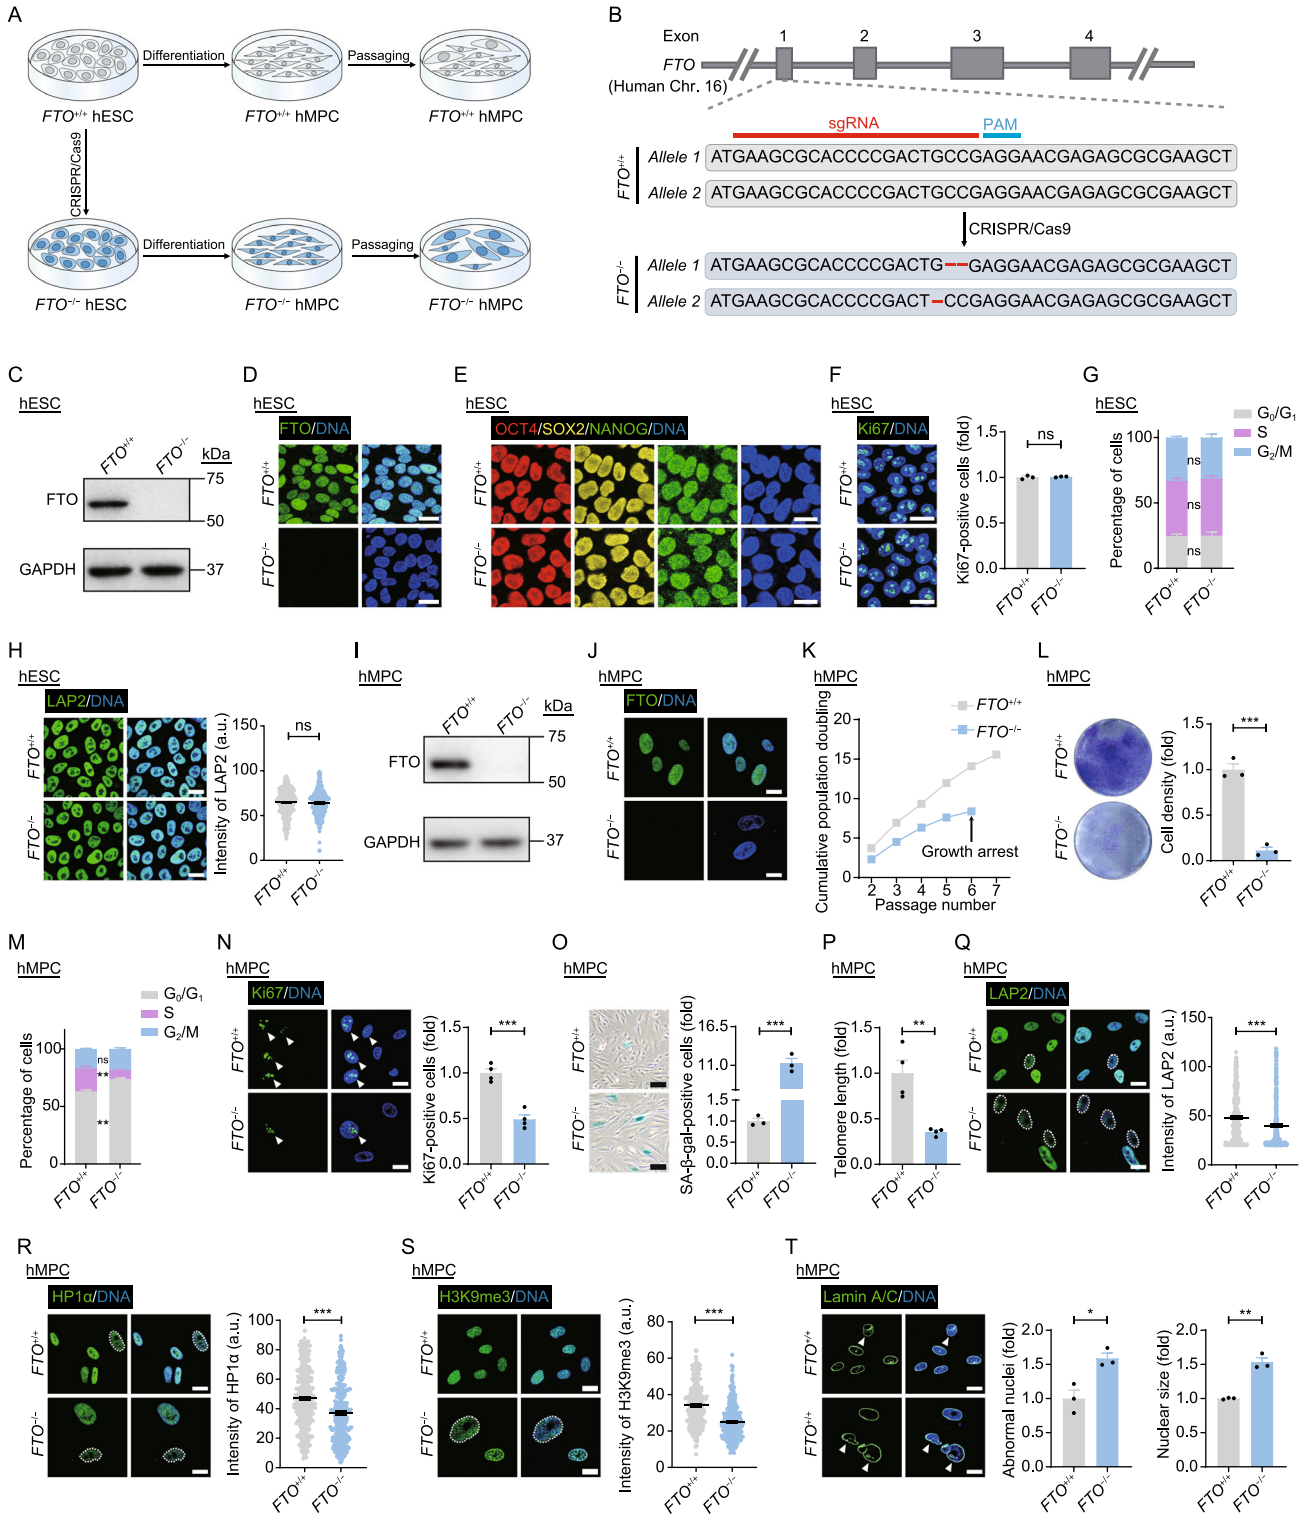 A
Differentiation
Passaging
FTO+/+ hESC
FTO+/+ hMPC
FTO+/+ hMPC
CRISPR/Cas9
Differentiation
Passaging
FTO−/− hESC
FTO−/− hMPC
FTO−/− hMPC
B
Exon 1 2 3 4
FTO
(Human Chr. 16)
sgRNA PAM
FTO+/+
Allele 1 ATGAAGCGCACCCCGACTGCCGAGGAACGAGAGCGCGAAGCT
Allele 2 ATGAAGCGCACCCCGACTGCCGAGGAACGAGAGCGCGAAGCT
CRISPR/Cas9
FTO−/−
Allele 1 ATGAAGCGCACCCCGACTG--GAGGAACGAGAGCGCGAAGCT
Allele 2 ATGAAGCGCACCCCGACT-CCGAGGAACGAGAGCGCGAAGCT
C
hESC
FTO+/+ FTO−/− kDa
FTO 75
50
GAPDH 37
D
hESC
FTO/DNA
FTO+/+
FTO−/−
E
hESC
OCT4/SOX2/NANOG/DNA
FTO+/+
FTO−/−
F
hESC
Ki67/DNA
FTO+/+
FTO−/−
Ki67-positive cells (fold)
1.5
1.0
0.5
0.0
ns
FTO+/+ FTO−/−
G
hESC
G0/G1
S
G2/M
Percentage of cells
100
50
0
ns
ns
ns
FTO+/+ FTO−/−
H
hESC
LAP2/DNA
FTO+/+
FTO−/−
Intensity of LAP2 (a.u.)
150
100
50
0
ns
FTO+/+ FTO−/−
I
hMPC
FTO+/+ FTO−/− kDa
FTO 75
50
GAPDH 37
J
hMPC
FTO/DNA
FTO+/+
FTO−/−
K
hMPC
FTO+/+
FTO−/−
Cumulative population doubling
20
15
10
5
0
Growth arrest
2 3 4 5 6 7
Passage number
L
hMPC
FTO+/+
FTO−/−
Cell density (fold)
1.5
1.0
0.5
0.0
***
FTO+/+ FTO−/−
M
hMPC
G0/G1
S
G2/M
Percentage of cells
100
50
0
ns
**
**
FTO+/+ FTO−/−
N
hMPC
Ki67/DNA
FTO+/+
FTO−/−
Ki67-positive cells (fold)
1.5
1.0
0.5
0.0
***
FTO+/+ FTO−/−
O
hMPC
FTO+/+
FTO−/−
SA-β-gal-positive cells (fold)
16.5
11.0
1.5
1.0
0.5
0.0
***
FTO+/+ FTO−/−
P
hMPC
Telomere length (fold)
1.5
1.0
0.5
0.0
**
FTO+/+ FTO−/−
Q
hMPC
LAP2/DNA
FTO+/+
FTO−/−
Intensity of LAP2 (a.u.)
150
100
50
0
***
FTO+/+ FTO−/−
R
hMPC
HP1α/DNA
FTO+/+
FTO−/−
Intensity of HP1α (a.u.)
100
80
60
40
20
0
***
FTO+/+ FTO−/−
S
hMPC
H3K9me3/DNA
FTO+/+
FTO−/−
Intensity of H3K9me3 (a.u.)
80
60
40
20
0
***
FTO+/+ FTO−/−
T
hMPC
Lamin A/C/DNA
FTO+/+
FTO+/+
Abnormal nuclei (fold)
2.0
1.5
1.0
0.5
0.0
*
FTO+/+ FTO−/−
Nuclear size (fold)
2.0
1.5
1.0
0.5
0.0
**
FTO+/+ FTO−/−